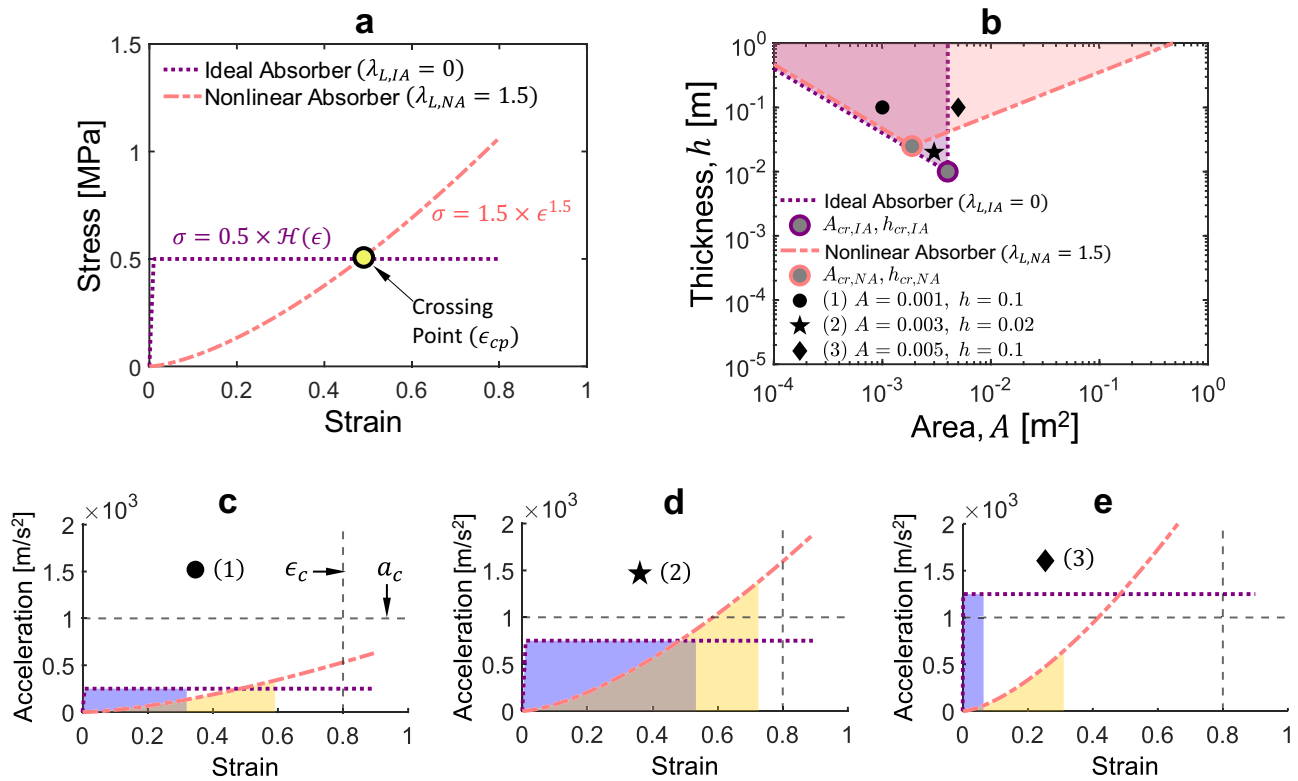 a
1.5
1
0.5
0
0 0.2 0.4 0.6 0.8 1
Stress [MPa]
Strain
Ideal Absorber (λ_{L,IA} = 0)
Nonlinear Absorber (λ_{L,NA} = 1.5)
σ = 1.5 × ϵ^{1.5}
σ = 0.5 × ℋ(ϵ)
Crossing
Point (ϵ_{cp})
b
10^0
10^{-1}
10^{-2}
10^{-3}
10^{-4}
10^{-5}
10^{-4} 10^{-3} 10^{-2} 10^{-1} 10^0
Thickness, h [m]
Area, A [m^2]
Ideal Absorber (λ_{L,IA} = 0)
A_{cr,IA}, h_{cr,IA}
Nonlinear Absorber (λ_{L,NA} = 1.5)
A_{cr,NA}, h_{cr,NA}
(1) A = 0.001, h = 0.1
(2) A = 0.003, h = 0.02
(3) A = 0.005, h = 0.1
c
×10^3
2
1.5
1
0.5
0
0 0.2 0.4 0.6 0.8 1
Acceleration [m/s^2]
Strain
(1)
ϵ_c
a_c
d
×10^3
2
1.5
1
0.5
0
0 0.2 0.4 0.6 0.8 1
Acceleration [m/s^2]
Strain
(2)
e
×10^3
2
1.5
1
0.5
0
0 0.2 0.4 0.6 0.8 1
Acceleration [m/s^2]
Strain
(3)